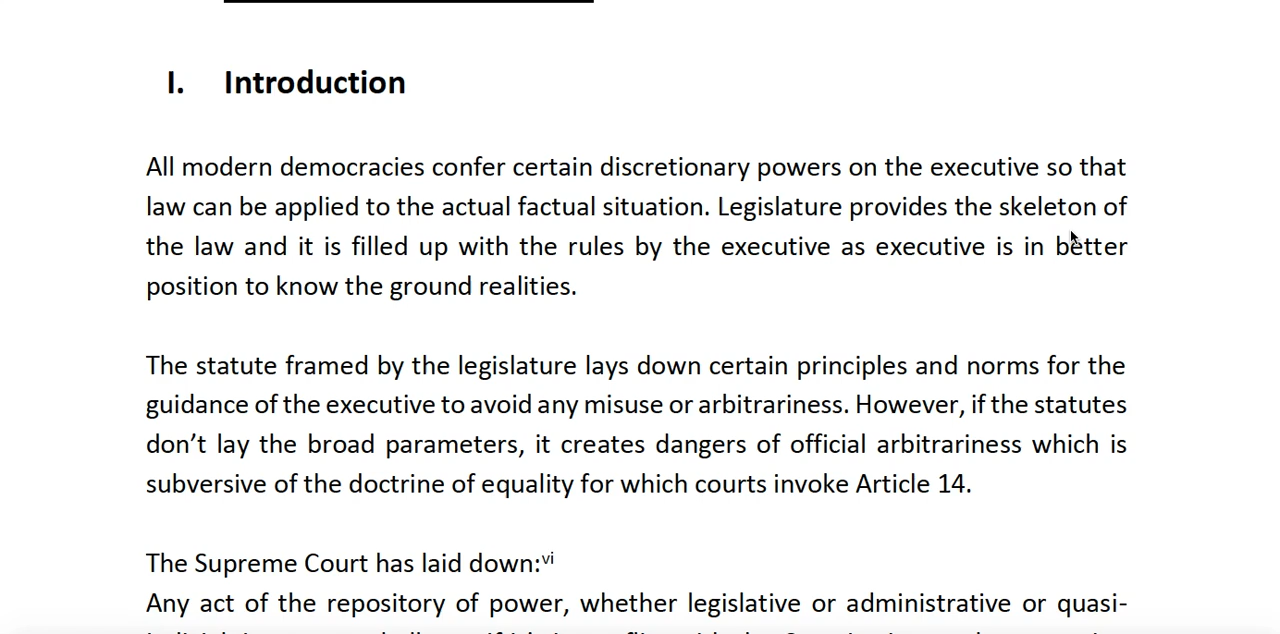 I. Introduction
All modern democracies confer certain discretionary powers on the executive so that
law can be applied to the actual factual situation. Legislature provides the skeleton of
the law and it is filled up with the rules by the executive as executive is in better
position to know the ground realities.
The statute framed by the legislature lays down certain principles and norms for the
guidance of the executive to avoid any misuse or arbitrariness. However, if the statutes
don’t lay the broad parameters, it creates dangers of official arbitrariness which is
subversive of the doctrine of equality for which courts invoke Article 14.
The Supreme Court has laid down:vi
Any act of the repository of power, whether legislative or administrative or quasi-